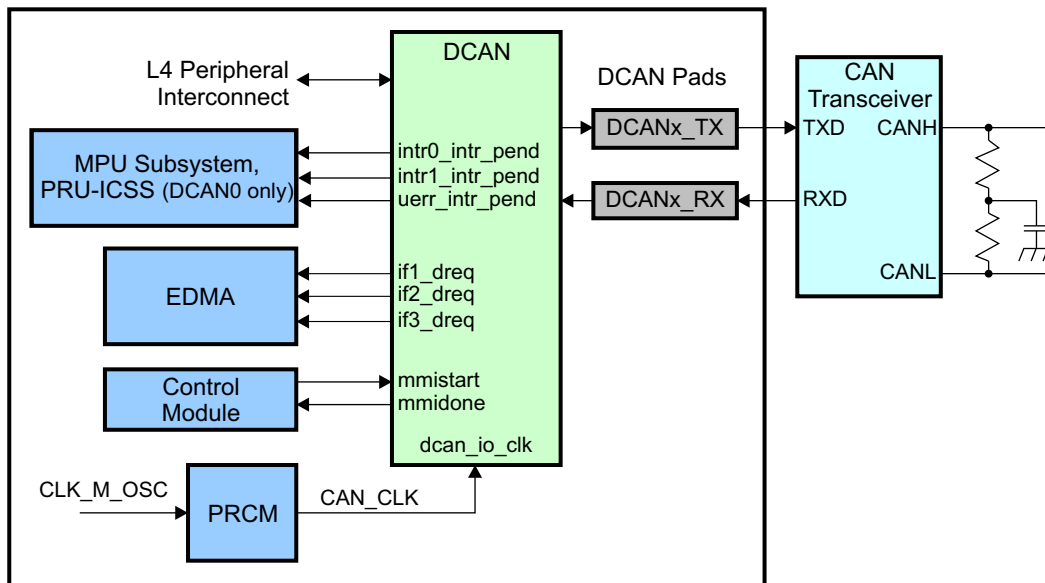 DCAN
L4 Peripheral
Interconnect
DCAN Pads
CAN
Transceiver
DCANx_TX
TXD
CANH
MPU Subsystem,
PRU-ICSS (DCAN0 only)
intr0_intr_pend
intr1_intr_pend
uerr_intr_pend
DCANx_RX
RXD
CANL
EDMA
if1_dreq
if2_dreq
if3_dreq
Control
Module
mmistart
mmidone
dcan_io_clk
CLK_M_OSC
PRCM
CAN_CLK